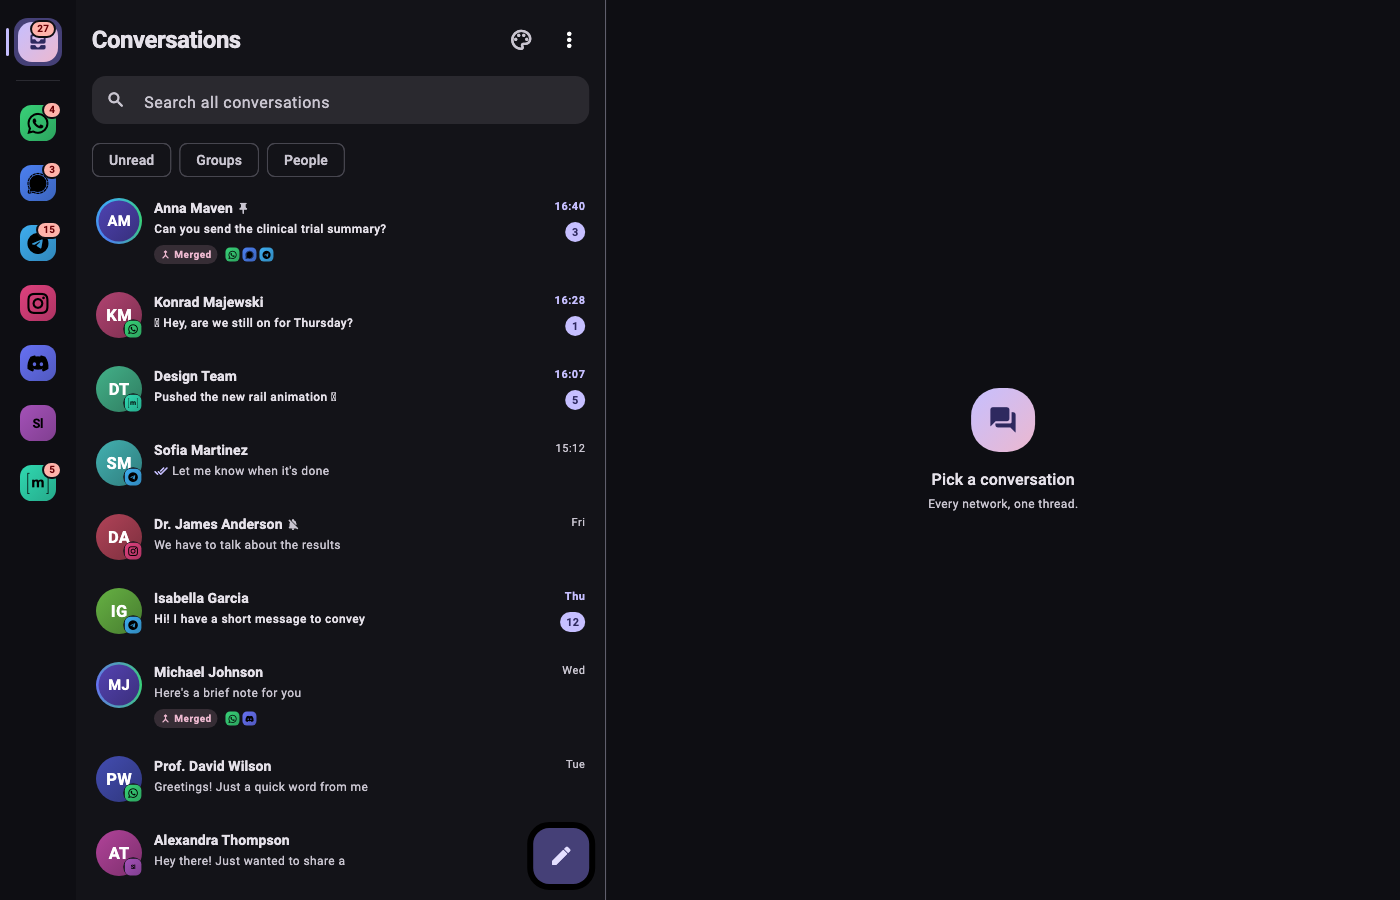 27
Conversations
Search all conversations
Unread Groups People
4
3
15
Sl
[m]
5
AM
Anna Maven
16:40
Can you send the clinical trial summary?
3
Merged
KM
Konrad Majewski
16:28
Hey, are we still on for Thursday?
1
DT
Design Team
16:07
Pushed the new rail animation
5
[m]
SM
Sofia Martinez
15:12
Let me know when it's done
DA
Dr. James Anderson
Fri
We have to talk about the results
IG
Isabella Garcia
Thu
Hi! I have a short message to convey
12
MJ
Michael Johnson
Wed
Here's a brief note for you
Merged
PW
Prof. David Wilson
Tue
Greetings! Just a quick word from me
AT
Alexandra Thompson
Hey there! Just wanted to share a
Pick a conversation
Every network, one thread.